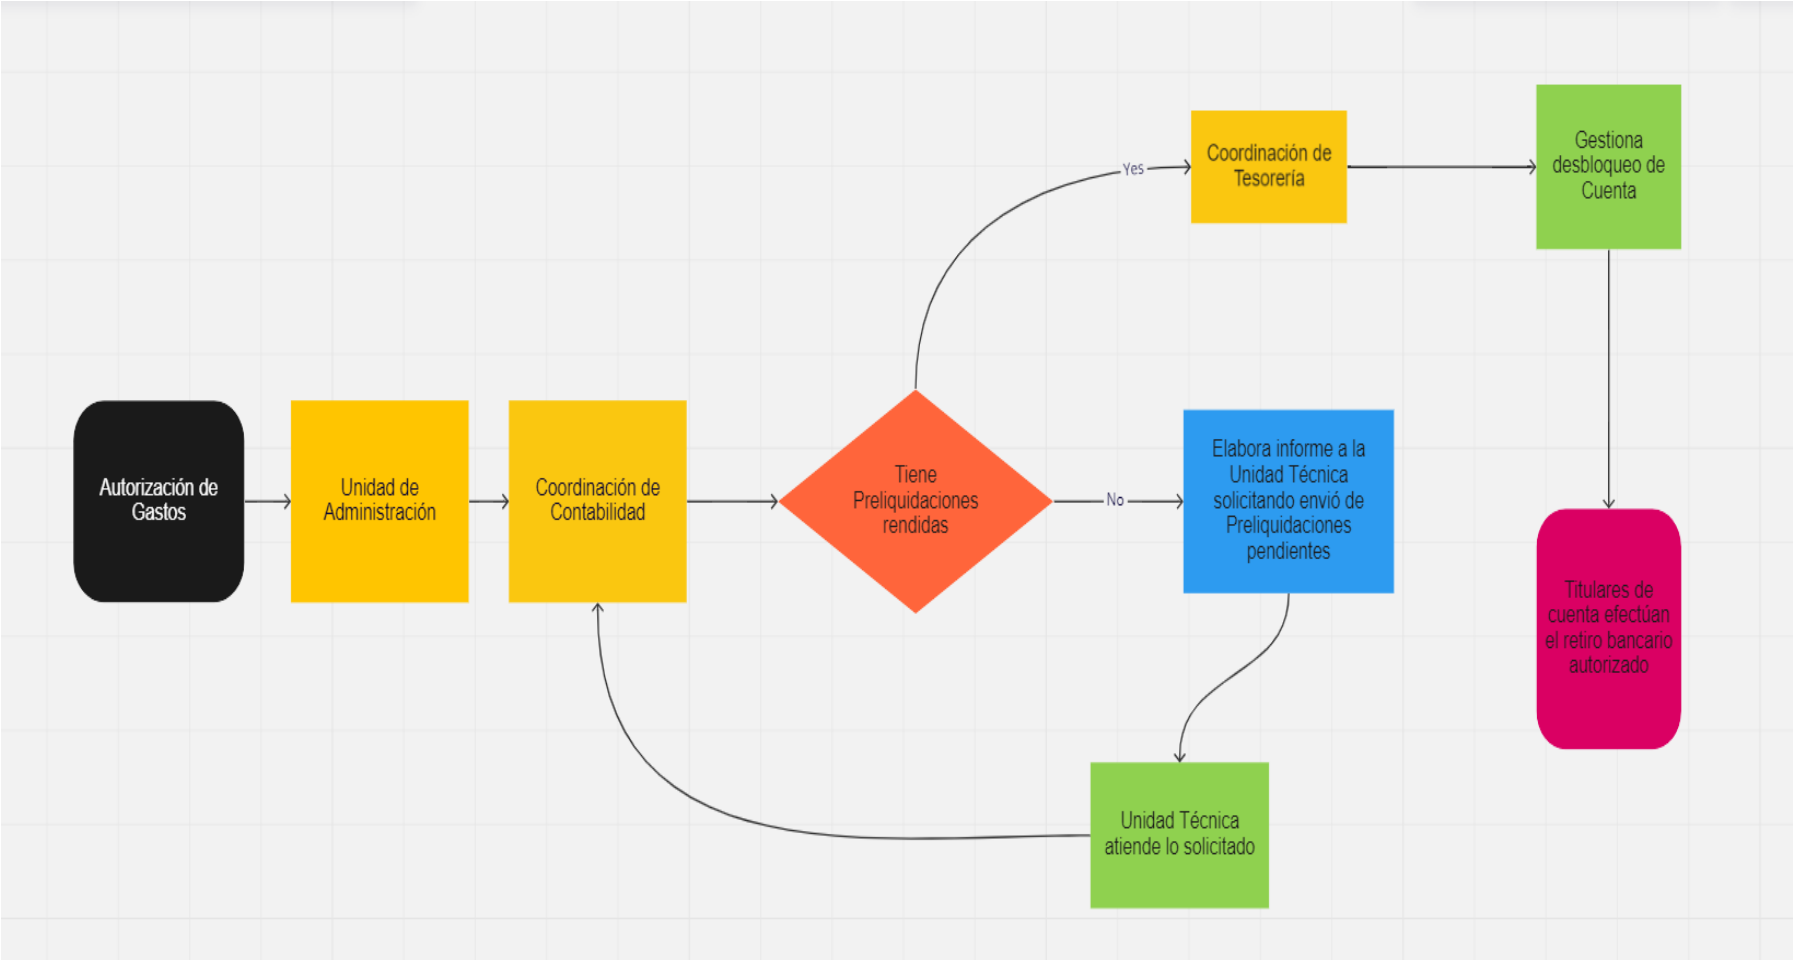 Autorización de
Gastos
Unidad de
Administración
Coordinación de
Contabilidad
Tiene
Preliquidaciones
rendidas
Yes
Coordinación de
Tesorería
Gestiona
desbloqueo de
Cuenta
Titulares de
cuenta efectúan
el retiro bancario
autorizado
No
Elabora informe a la
Unidad Técnica
solicitando envió de
Preliquidaciones
pendientes
Unidad Técnica
atiende lo solicitado